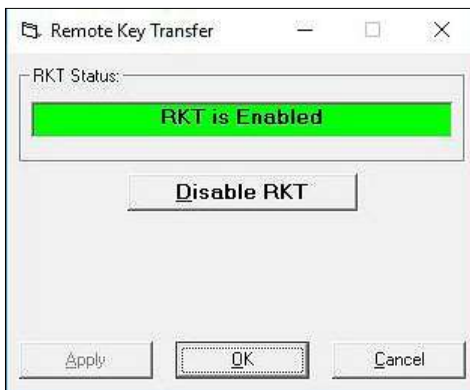 Remote Key Transfer
RKT Status:
RKT is Enabled
Disable RKT
Apply OK Cancel